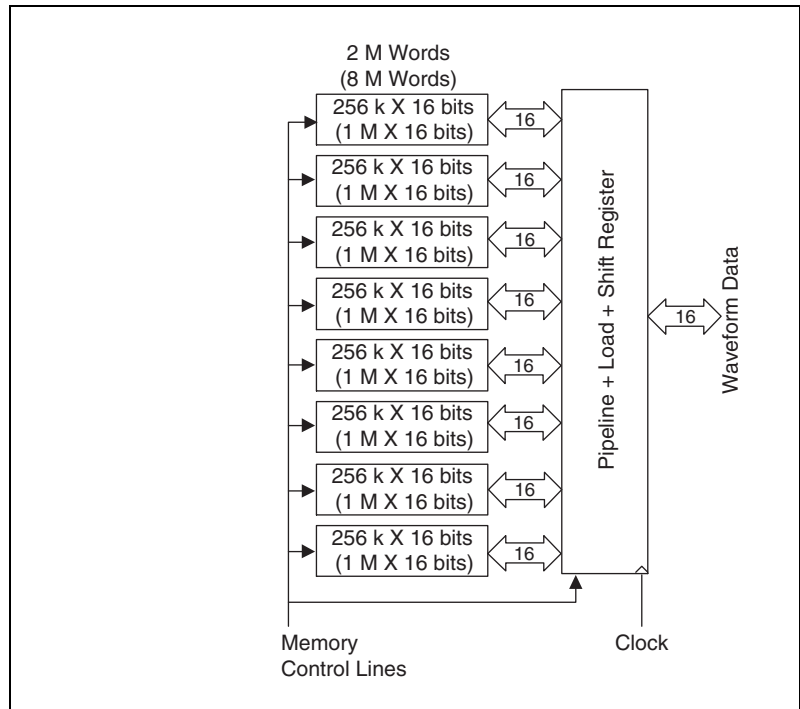 2 M Words
(8 M Words)
256 k X 16 bits
(1 M X 16 bits)
16
256 k X 16 bits
(1 M X 16 bits)
16
256 k X 16 bits
(1 M X 16 bits)
16
256 k X 16 bits
(1 M X 16 bits)
16
256 k X 16 bits
(1 M X 16 bits)
16
256 k X 16 bits
(1 M X 16 bits)
16
256 k X 16 bits
(1 M X 16 bits)
16
256 k X 16 bits
(1 M X 16 bits)
16
Pipeline + Load + Shift Register
16
Waveform Data
Memory
Control Lines
Clock